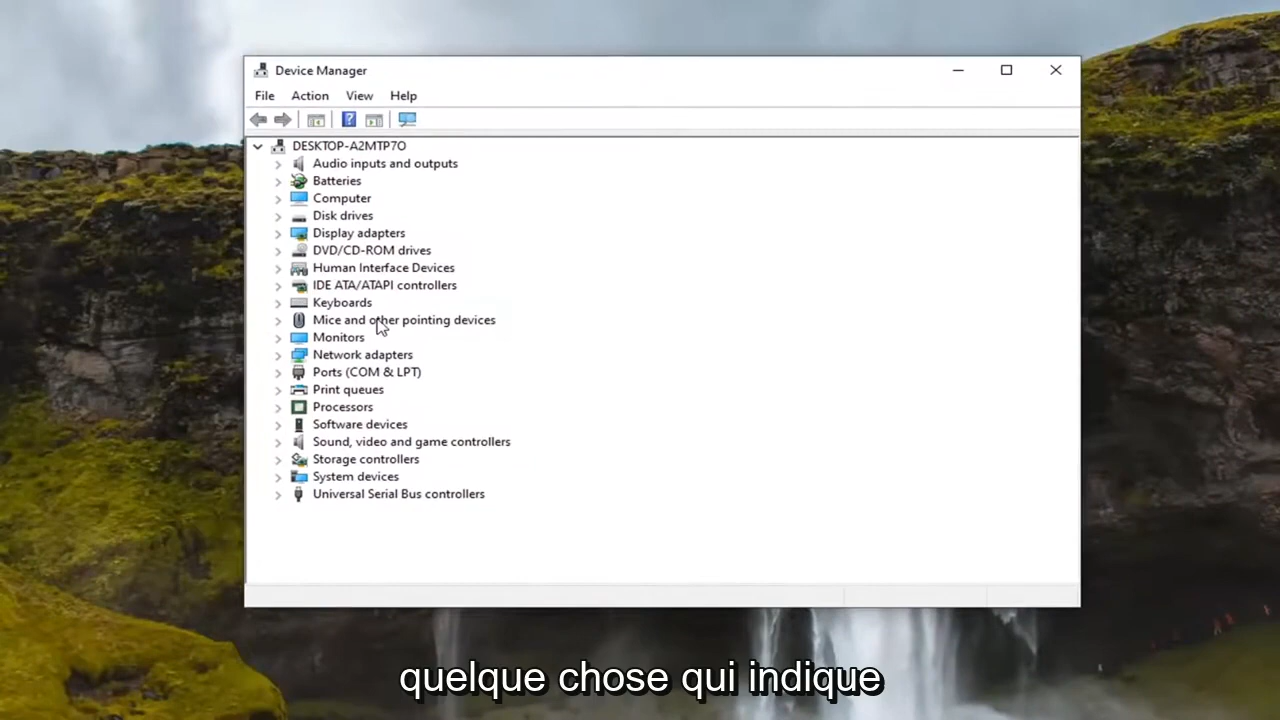 Device Manager
File Action View Help
DESKTOP-A2MTP7O
Audio inputs and outputs
Batteries
Computer
Disk drives
Display adapters
DVD/CD-ROM drives
Human Interface Devices
IDE ATA/ATAPI controllers
Keyboards
Mice and other pointing devices
Monitors
Network adapters
Ports (COM & LPT)
Print queues
Processors
Software devices
Sound, video and game controllers
Storage controllers
System devices
Universal Serial Bus controllers
quelque chose qui indique